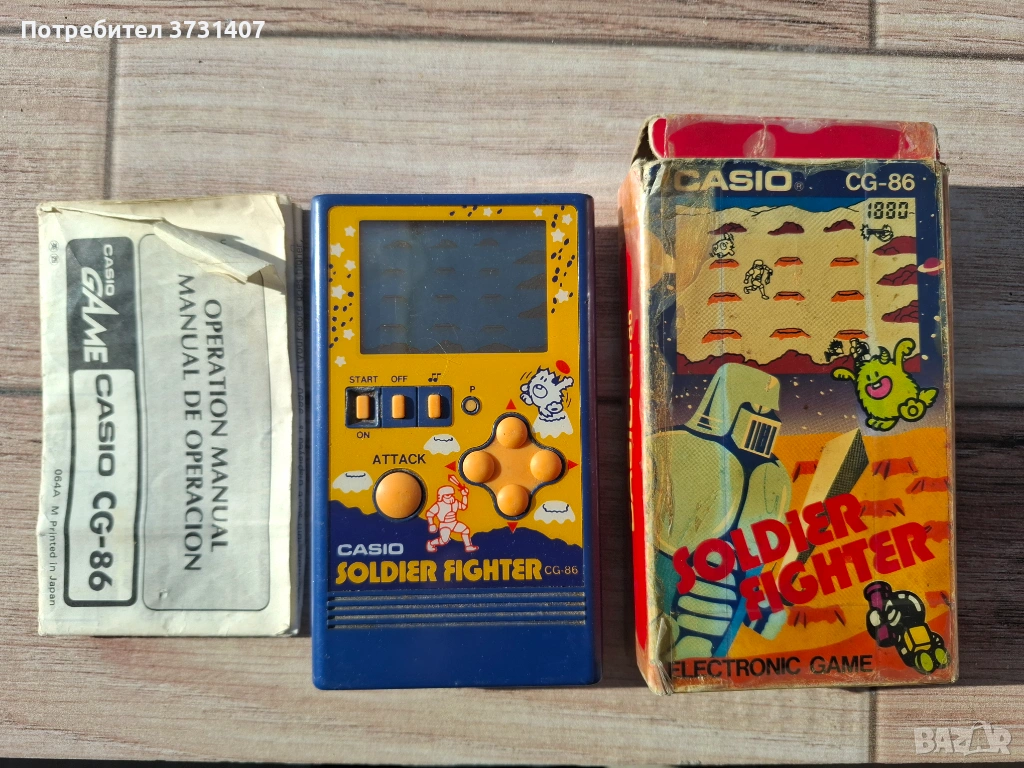 Потребител 3731407
CASIO
GAME
CASIO CG-86
OPERATION MANUAL
MANUAL DE OPERACION
064A M Printed in Japan
START
OFF
P
ON
ATTACK
CASIO
SOLDIER FIGHTER CG-86
CASIO® CG-86
1880
SOLDIER
FIGHTER
ELECTRONIC GAME
BAZAR